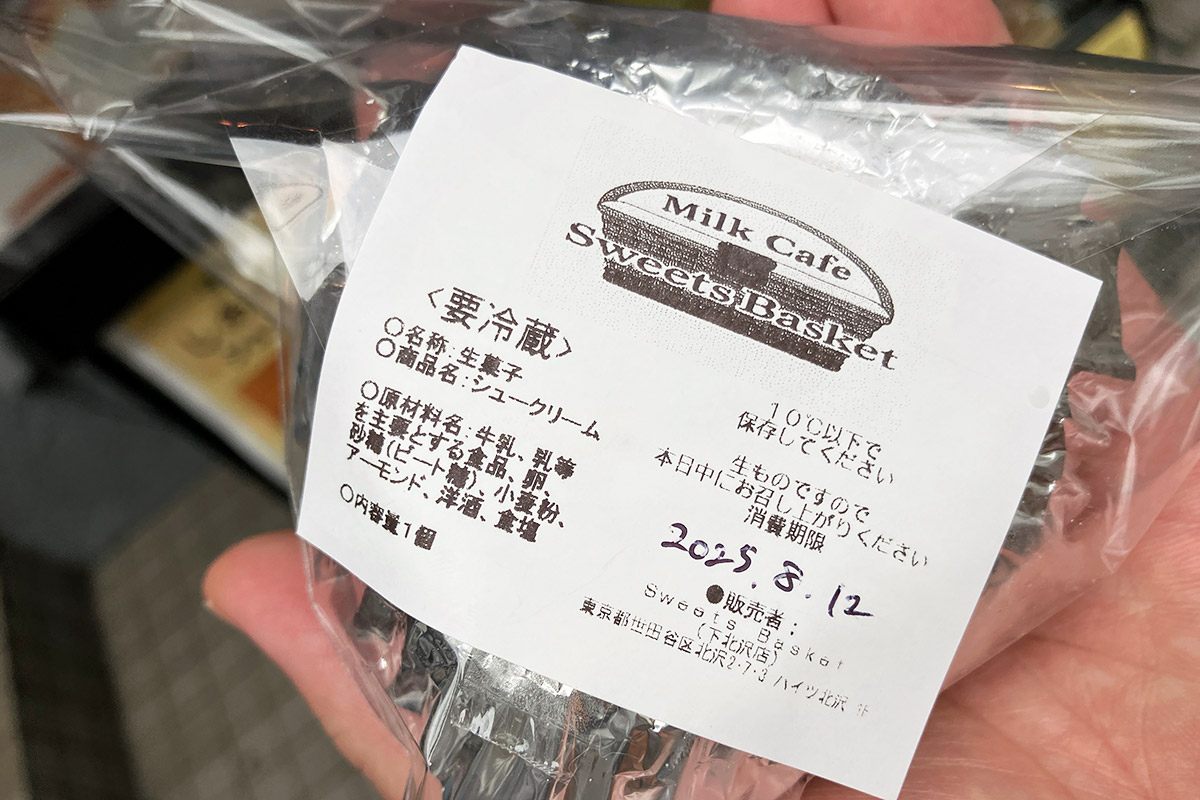 Milk Cafe
Sweets Basket
<要冷蔵>
○名称:生菓子
○商品名:シュークリーム
○原材料名:牛乳、乳等
を主要とする食品、卵、
砂糖(ビート糖)、小麦粉、
アーモンド、洋酒、食塩
○内容量1個
10℃以下で
保存してください
生ものですので
本日中にお召し上がりください
消費期限
2025.8.12
●販売者:
Sweets Basket
(下北沢店)
東京都世田谷区北沢2-7-3 ハイツ北沢 1F